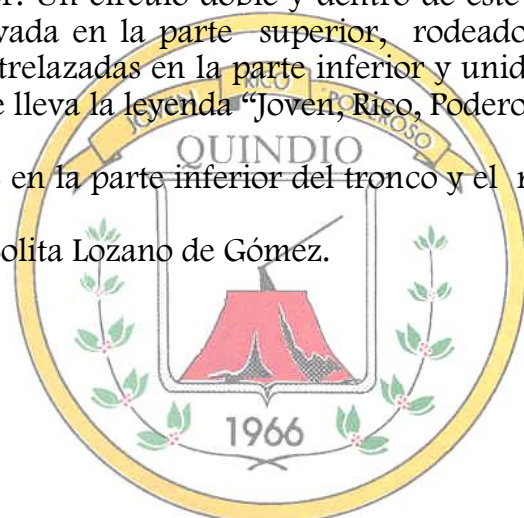 or. Un círculo doble y dentro de este
vada en la parte superior, rodeado
trelazadas en la parte inferior y unid
e lleva la leyenda “Joven, Rico, Podero
JOVEN RICO PODEROSO
QUINDIO
en la parte inferior del tronco y el
olita Lozano de Gómez.
1966